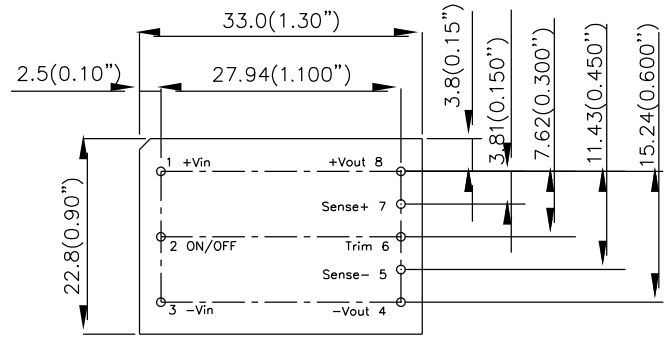 33.0(1.30")
2.5(0.10")
27.94(1.100")
3.8(0.15")
3.81(0.150")
7.62(0.300")
11.43(0.450")
15.24(0.600")
22.8(0.90")
1 +Vin
+Vout 8
Sense+ 7
2 ON/OFF
Trim 6
Sense- 5
3 -Vin
-Vout 4